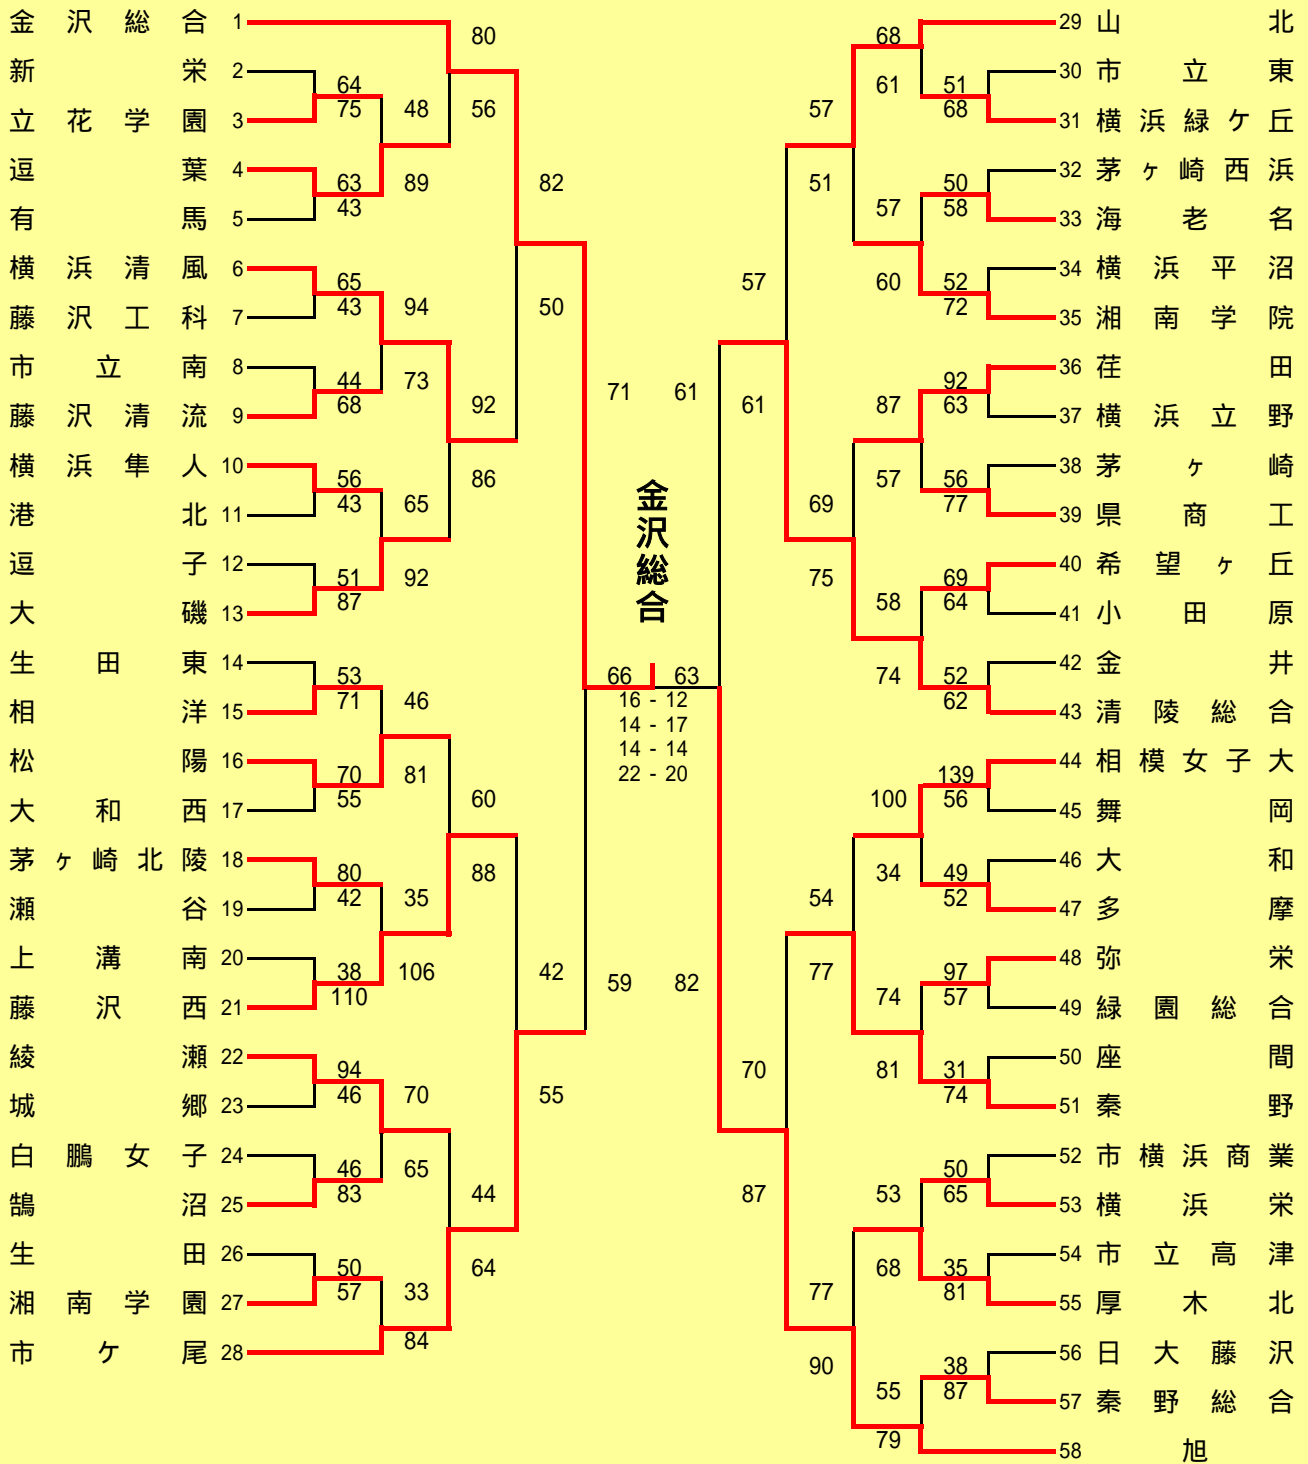 金沢総合 1
新栄 2
立花学園 3
逗葉 4
有馬 5
横浜清風 6
藤沢工科 7
市立南 8
藤沢清流 9
横浜隼人 10
港北 11
逗子 12
大磯 13
生田東 14
相洋 15
松陽 16
大和西 17
茅ヶ崎北陵 18
瀬谷 19
上溝南 20
藤沢西 21
綾瀬 22
城郷 23
白鵬女子 24
鵠沼 25
生田 26
湘南学園 27
市ケ尾 28
64
75
63
43
65
43
44
68
56
43
51
87
53
71
70
55
80
42
38
110
94
46
46
83
50
57
48
89
94
73
65
92
46
81
35
106
70
65
33
84
80
56
92
86
60
88
44
64
82
50
42
55
71
59
金沢総合
66 63
16 - 12
14 - 17
14 - 14
22 - 20
61
82
57
61
70
87
57
51
69
75
54
77
77
90
68
61
57
60
87
57
58
74
100
34
74
81
53
68
55
79
51
68
50
58
52
72
92
63
56
77
69
64
52
62
139
56
49
52
97
57
31
74
50
65
35
81
38
87
29 山北
30 市立東
31 横浜緑ケ丘
32 茅ヶ崎西浜
33 海老名
34 横浜平沼
35 湘南学院
36 荏田
37 横浜立野
38 茅ヶ崎
39 県商工
40 希望ヶ丘
41 小田原
42 金井
43 清陵総合
44 相模女子大
45 舞岡
46 大和
47 多摩
48 弥栄
49 緑園総合
50 座間
51 秦野
52 市横浜商業
53 横浜栄
54 市立高津
55 厚木北
56 日大藤沢
57 秦野総合
58 旭